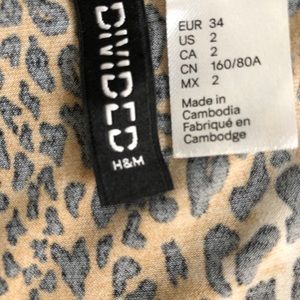 DIVIDED
H&M
EUR 34
US 2
CA 2
CN 160/80A
MX 2
Made in
Cambodia
Fabriqué en
Cambodge